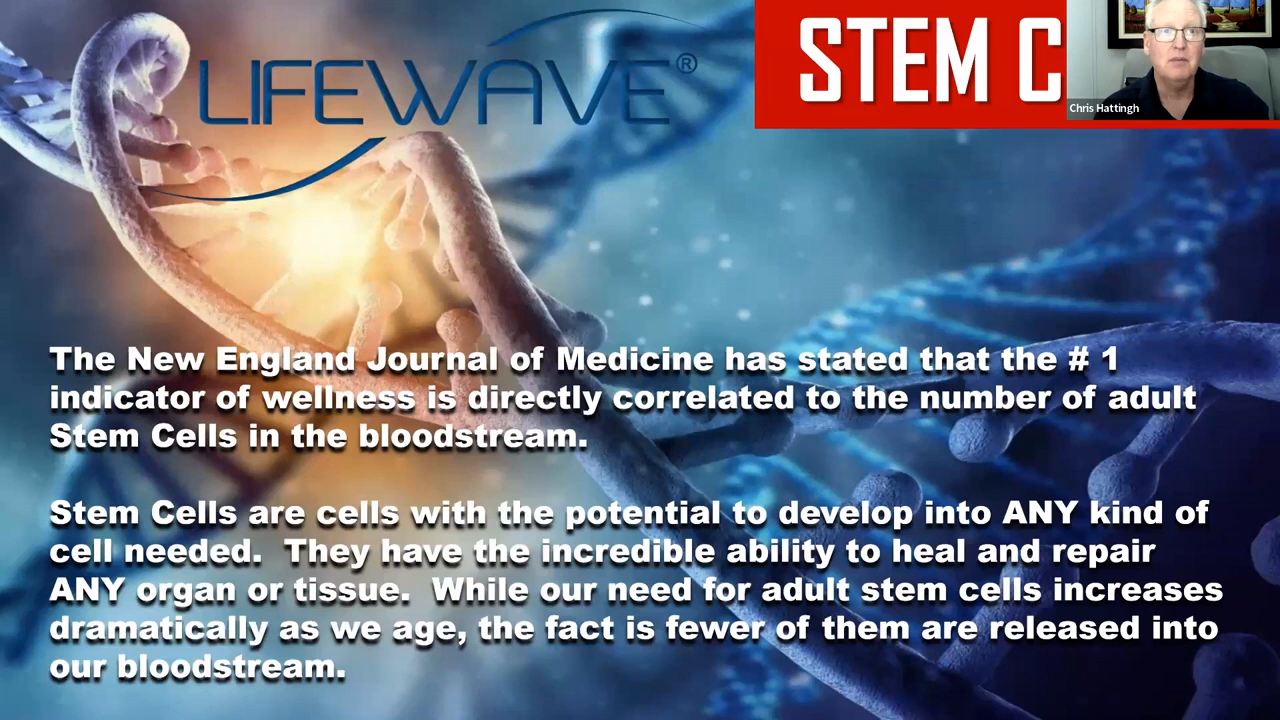 LIFEWAVE®
STEM C
Chris Hattingh
The New England Journal of Medicine has stated that the # 1
indicator of wellness is directly correlated to the number of adult
Stem Cells in the bloodstream.
Stem Cells are cells with the potential to develop into ANY kind of
cell needed.  They have the incredible ability to heal and repair
ANY organ or tissue.  While our need for adult stem cells increases
dramatically as we age, the fact is fewer of them are released into
our bloodstream.